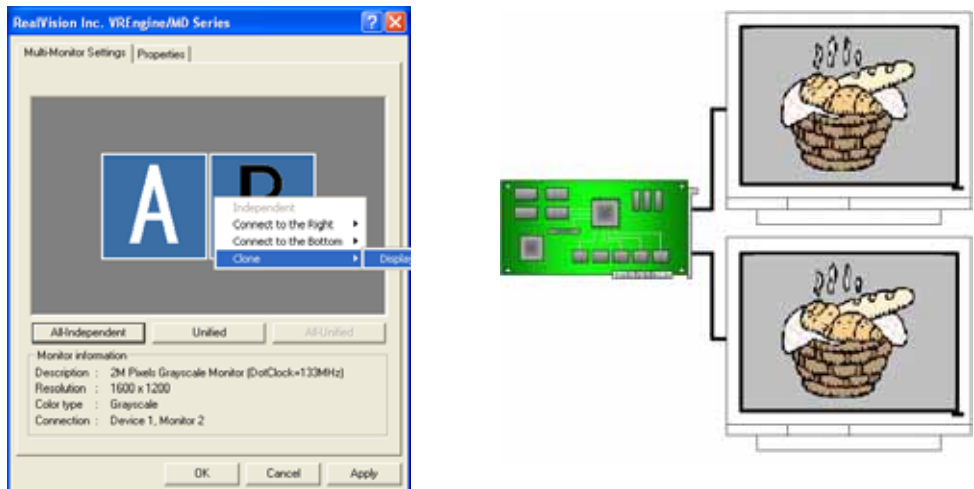 RealVision Inc. VREngine/MD Series
Multi-Monitor Settings
Properties
A
Independent
Connect to the Right
Connect to the Bottom
Clone
All-Independent
Unified
All-Unified
Monitor information
Description : 2M Pixels Grayscale Monitor (DotClock=133MHz)
Resolution : 1600 x 1200
Color type : Grayscale
Connection : Device 1, Monitor 2
OK
Cancel
Apply